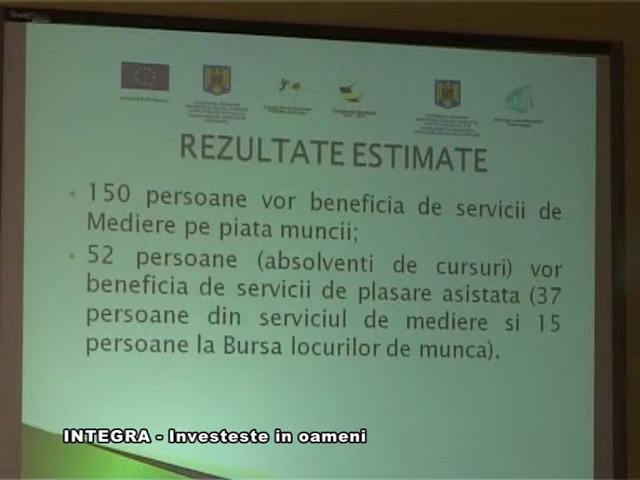 REZULTATE ESTIMATE
150 persoane vor beneficia de servicii de
Mediere pe piata muncii;
52 persoane (absolventi de cursuri) vor
beneficia de servicii de plasare asistata (37
persoane din serviciul de mediere si 15
persoane la Bursa locurilor de munca).
INTEGRA - Investeste in oameni